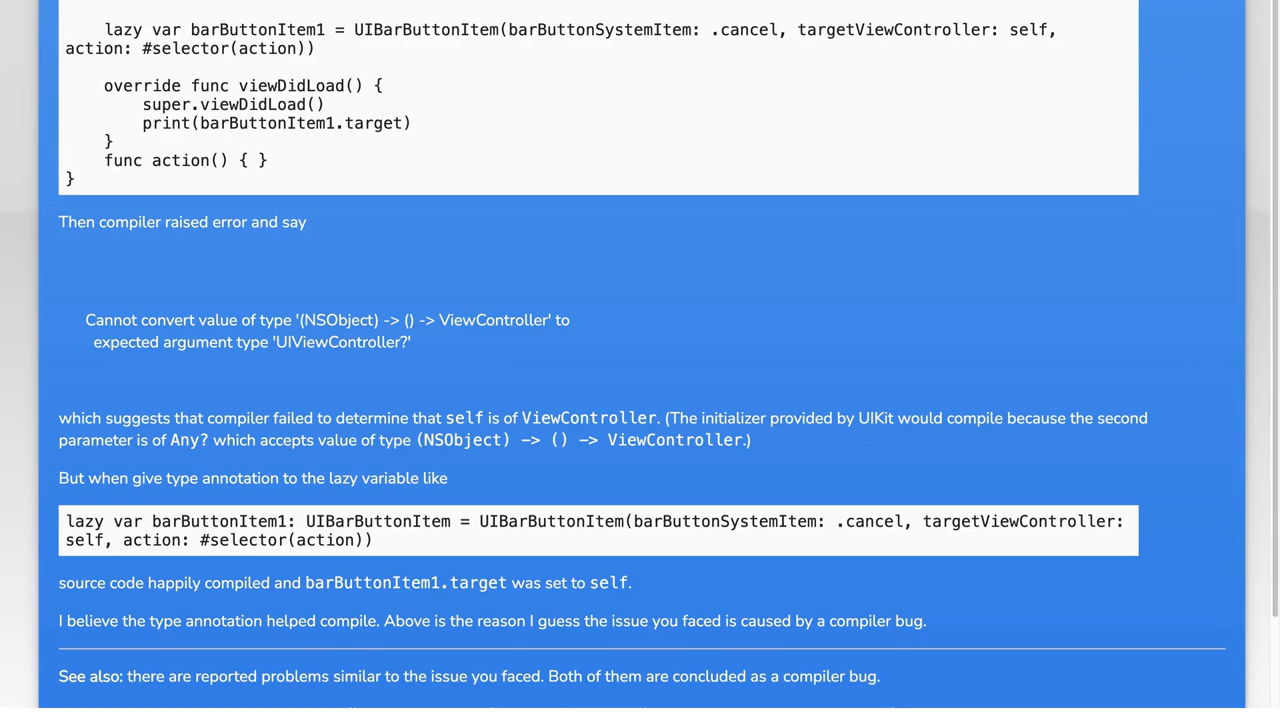 lazy var barButtonItem1 = UIBarButtonItem(barButtonSystemItem: .cancel, targetViewController: self,
action: #selector(action))
override func viewDidLoad() {
super.viewDidLoad()
print(barButtonItem1.target)
}
func action() { }
}
Then compiler raised error and say
Cannot convert value of type '(NSObject) -> () -> ViewController' to
expected argument type 'UIViewController?'
which suggests that compiler failed to determine that self is of ViewController. (The initializer provided by UIKit would compile because the second
parameter is of Any? which accepts value of type (NSObject) -> () -> ViewController.)
But when give type annotation to the lazy variable like
lazy var barButtonItem1: UIBarButtonItem = UIBarButtonItem(barButtonSystemItem: .cancel, targetViewController:
self, action: #selector(action))
source code happily compiled and barButtonItem1.target was set to self.
I believe the type annotation helped compile. Above is the reason I guess the issue you faced is caused by a compiler bug.
See also: there are reported problems similar to the issue you faced. Both of them are concluded as a compiler bug.